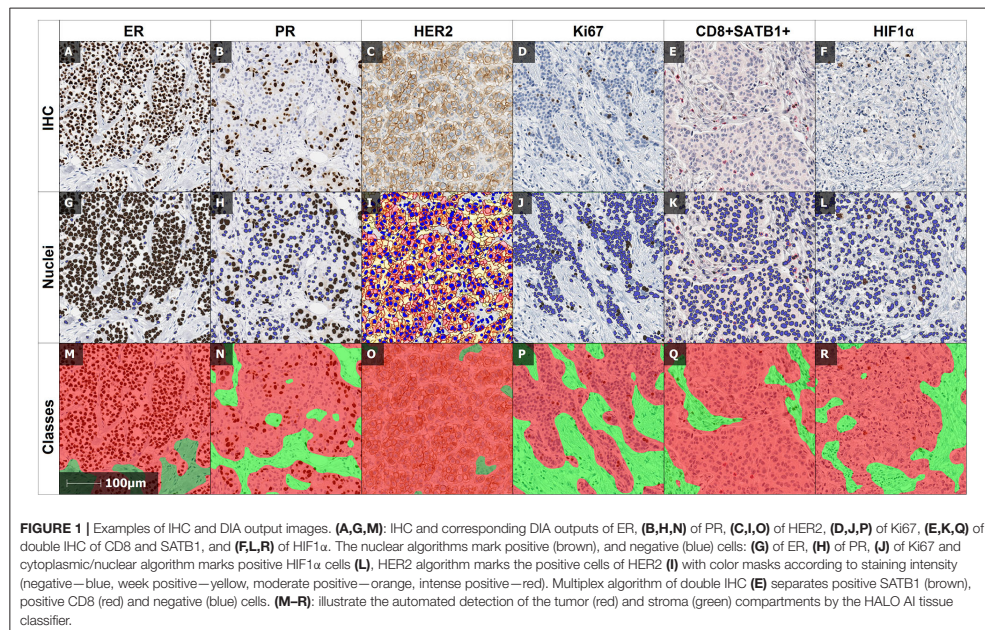 ER PR HER2 Ki67 CD8+SATB1+ HIF1α
IHC
A B C D E F
Nuclei
G H I J K L
Classes
M N O P Q R
100µm
FIGURE 1 | Examples of IHC and DIA output images. (A,G,M): IHC and corresponding DIA outputs of ER, (B,H,N) of PR, (C,I,O) of HER2, (D,J,P) of Ki67, (E,K,Q) of
double IHC of CD8 and SATB1, and (F,L,R) of HIF1α. The nuclear algorithms mark positive (brown), and negative (blue) cells: (G) of ER, (H) of PR, (J) of Ki67 and
cytoplasmic/nuclear algorithm marks positive HIF1α cells (L), HER2 algorithm marks the positive cells of HER2 (I) with color masks according to staining intensity
(negative—blue, week positive—yellow, moderate positive—orange, intense positive—red). Multiplex algorithm of double IHC (E) separates positive SATB1 (brown),
positive CD8 (red) and negative (blue) cells. (M–R): illustrate the automated detection of the tumor (red) and stroma (green) compartments by the HALO AI tissue
classifier.